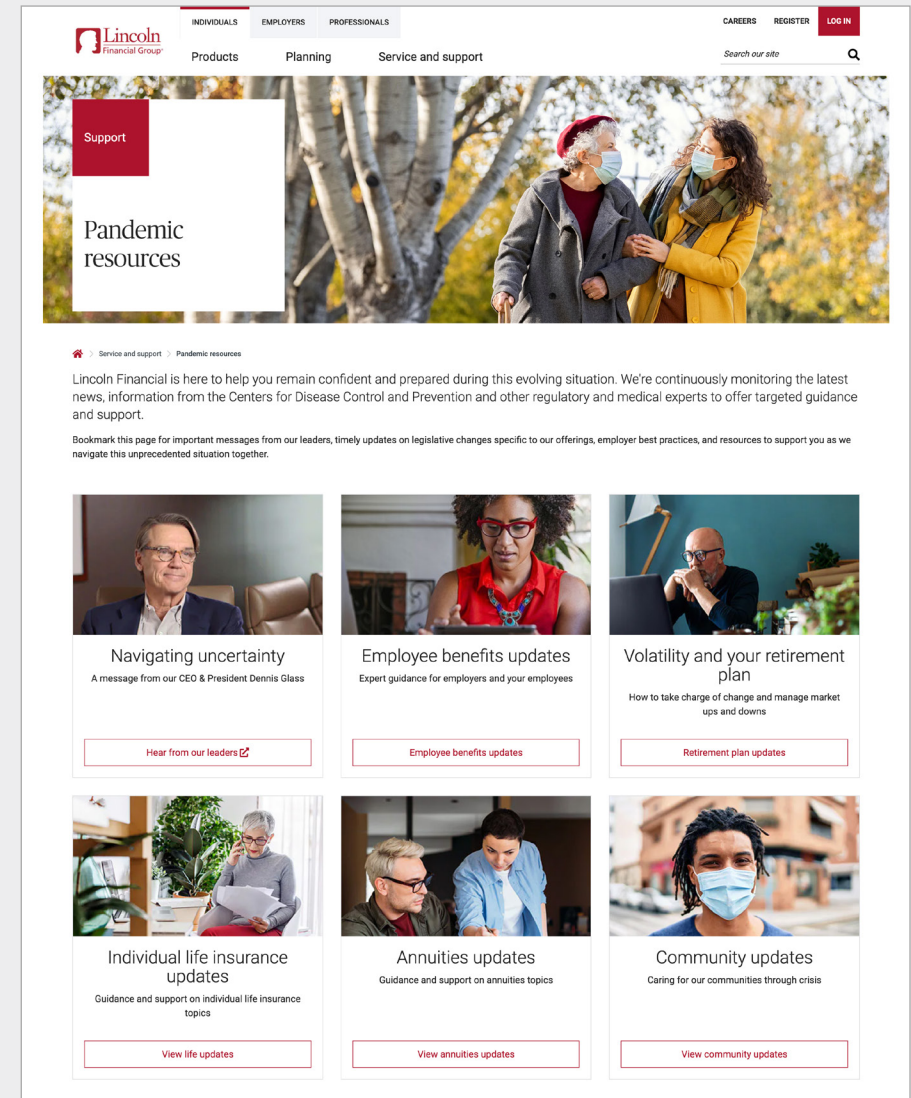 INDIVIDUALS EMPLOYERS PROFESSIONALS CAREERS REGISTER LOG IN
Lincoln
Financial Group®
Products Planning Service and support Search our site
Support
Pandemic
resources
Service and support > Pandemic resources
Lincoln Financial is here to help you remain confident and prepared during this evolving situation. We're continuously monitoring the latest
news, information from the Centers for Disease Control and Prevention and other regulatory and medical experts to offer targeted guidance
and support.
Bookmark this page for important messages from our leaders, timely updates on legislative changes specific to our offerings, employer best practices, and resources to support you as we
navigate this unprecedented situation together.
Navigating uncertainty
A message from our CEO & President Dennis Glass
Hear from our leaders
Employee benefits updates
Expert guidance for employers and your employees
Employee benefits updates
Volatility and your retirement
plan
How to take charge of change and manage market
ups and downs
Retirement plan updates
Individual life insurance
updates
Guidance and support on individual life insurance
topics
View life updates
Annuities updates
Guidance and support on annuities topics
View annuities updates
Community updates
Caring for our communities through crisis
View community updates